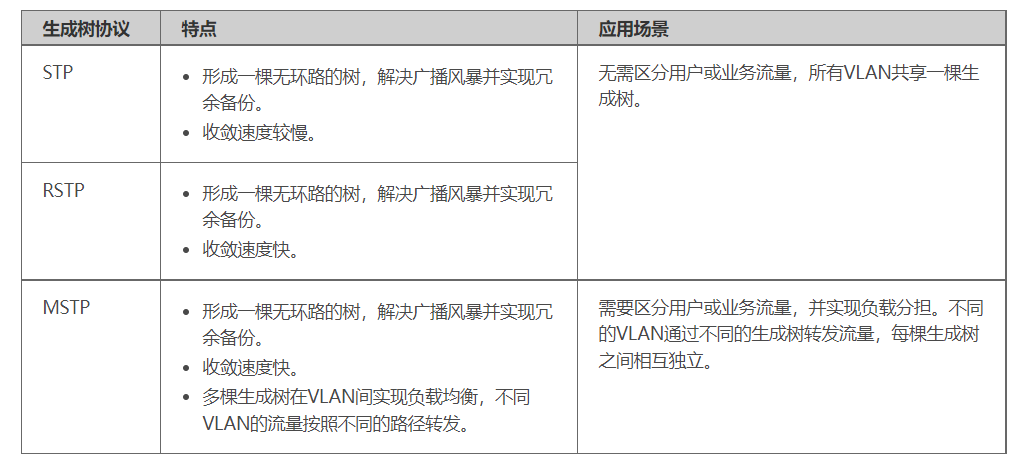 生成树协议
特点
应用场景
STP
形成一棵无环路的树，解决广播风暴并实现冗
余备份。
收敛速度较慢。
无需区分用户或业务流量，所有VLAN共享一棵生
成树。
RSTP
形成一棵无环路的树，解决广播风暴并实现冗
余备份。
收敛速度快。
MSTP
形成一棵无环路的树，解决广播风暴并实现冗
余备份。
收敛速度快。
多棵生成树在VLAN间实现负载均衡，不同
VLAN的流量按照不同的路径转发。
需要区分用户或业务流量，并实现负载分担。不同
的VLAN通过不同的生成树转发流量，每棵生成树
之间相互独立。